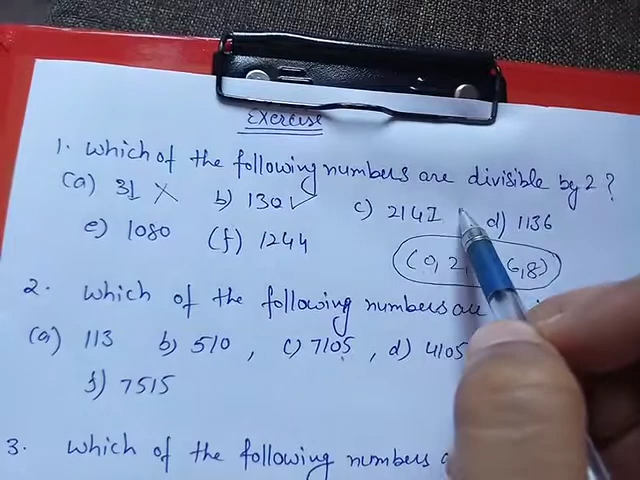 Exercise
1. Which of the following numbers are divisible by 2 ?
(a) 31 X b) 130 ✓ c) 2141 d) 1136
e) 1080 (f) 1244
(0, 2, 6, 8)
2. Which of the following numbers are
(a) 113 b) 510 , c) 7105 , d) 4105
f) 7515
3. Which of the following numbers